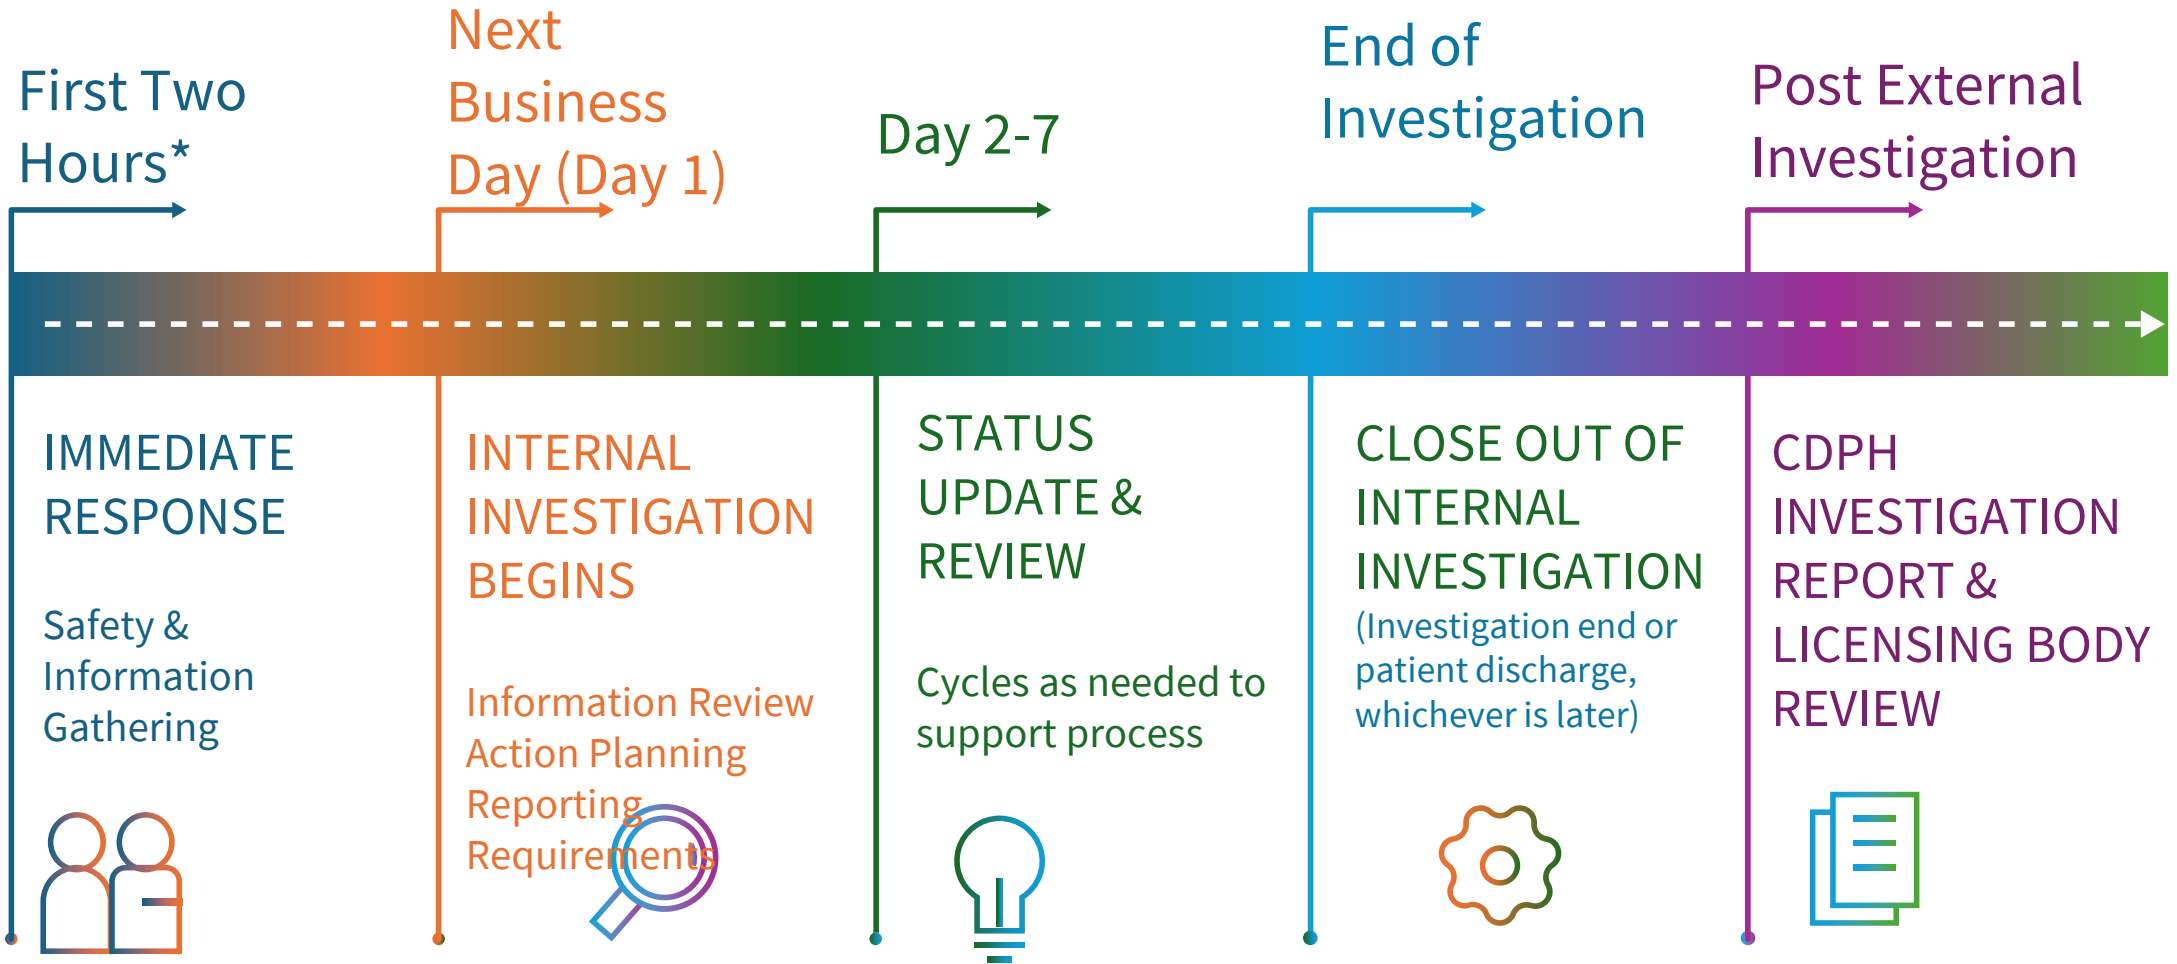 First Two
Hours*
Next
Business
Day (Day 1)
Day 2-7
End of
Investigation
Post External
Investigation
IMMEDIATE
RESPONSE
Safety &
Information
Gathering
INTERNAL
INVESTIGATION
BEGINS
Information Review
Action Planning
Reporting
Requirements
STATUS
UPDATE &
REVIEW
Cycles as needed to
support process
CLOSE OUT OF
INTERNAL
INVESTIGATION
(Investigation end or
patient discharge,
whichever is later)
CDPH
INVESTIGATION
REPORT &
LICENSING BODY
REVIEW